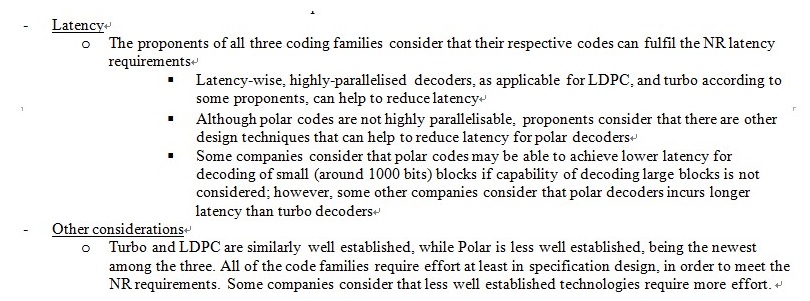 - Latency
o The proponents of all three coding families consider that their respective codes can fulfil the NR latency
requirements
▪ Latency-wise, highly-parallelised decoders, as applicable for LDPC, and turbo according to
some proponents, can help to reduce latency
▪ Although polar codes are not highly parallelisable, proponents consider that there are other
design techniques that can help to reduce latency for polar decoders
▪ Some companies consider that polar codes may be able to achieve lower latency for
decoding of small (around 1000 bits) blocks if capability of decoding large blocks is not
considered; however, some other companies consider that polar decoders incurs longer
latency than turbo decoders
- Other considerations
o Turbo and LDPC are similarly well established, while Polar is less well established, being the newest
among the three. All of the code families require effort at least in specification design, in order to meet the
NR requirements. Some companies consider that less well established technologies require more effort.